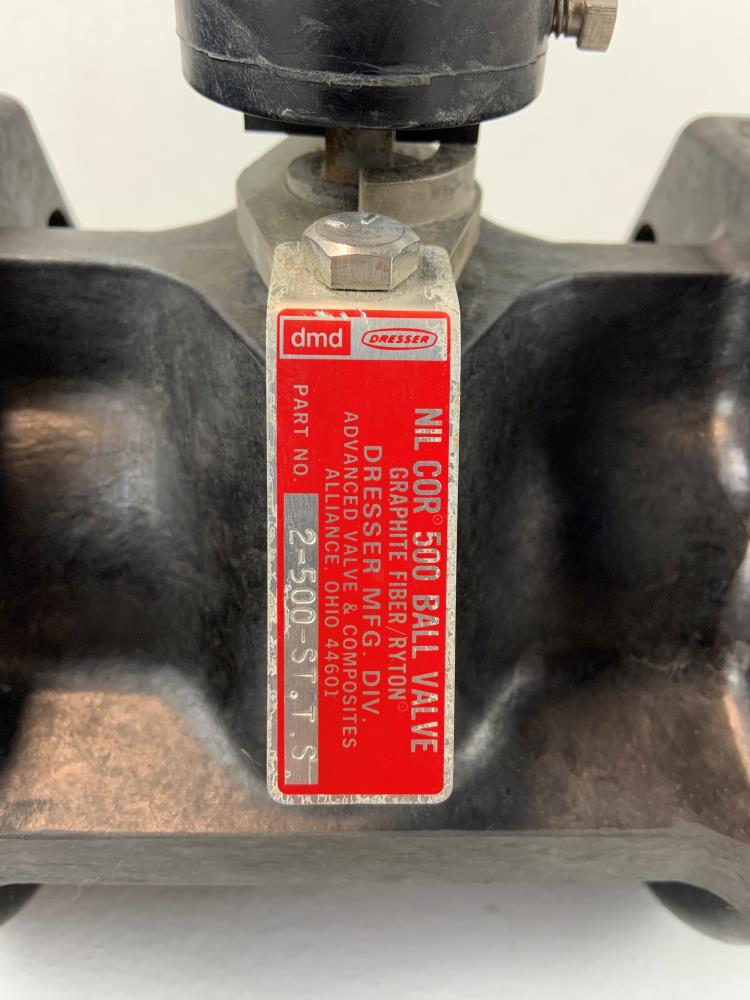 dmd DRESSER
NIL COR® 500 BALL VALVE
GRAPHITE FIBER/RYTON®
DRESSER MFG DIV.
ADVANCED VALVE & COMPOSITES
ALLIANCE, OHIO 44601
PART NO. 2-500-ST.T.S